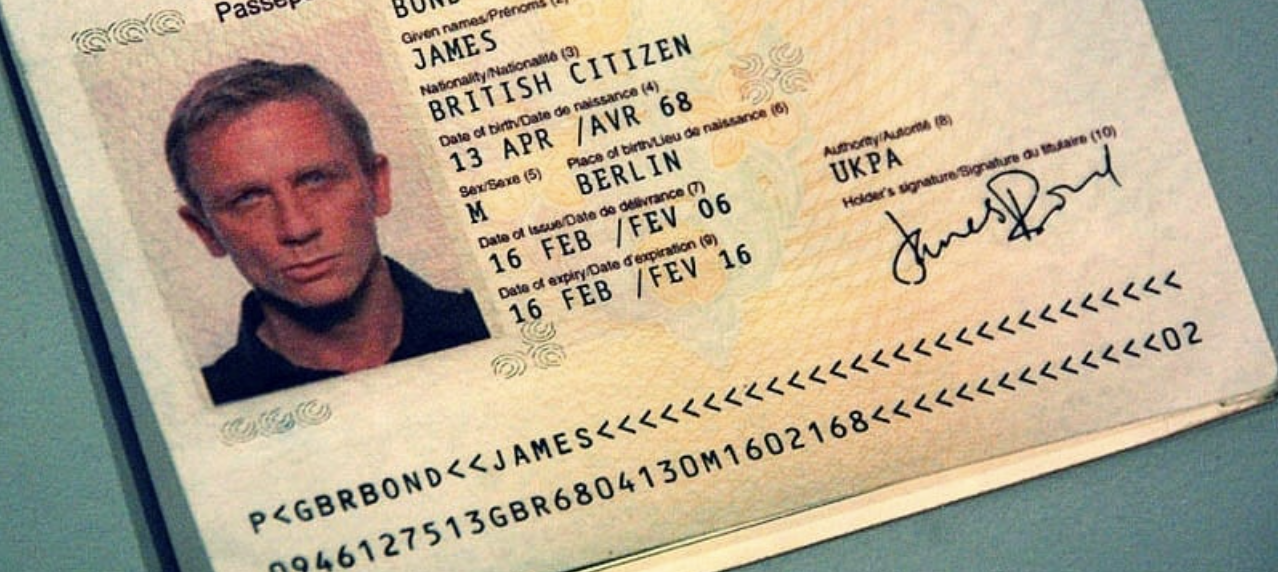 Passep
BOND
Given names/Prénoms (2)
JAMES
Nationality/Nationalité (3)
BRITISH CITIZEN
Date of birth/Date de naissance (4)
13 APR /AVR 68
Sex/Sexe (5) Place of birth/Lieu de naissance (6)
M BERLIN
Date of issue/Date de délivrance (7)
16 FEB /FEV 06
Date of expiry/Date d'expiration (9)
16 FEB /FEV 16
Authority/Autorité (8)
UKPA
Holder's signature/Signature du titulaire (10)
James Bond
P<GBRBOND<<JAMES<<<<<<<<<<<<<<<<<<<<<<<<<<<<
0946127513GBR6804130M1602168<<<<<<<<<<<<<<02